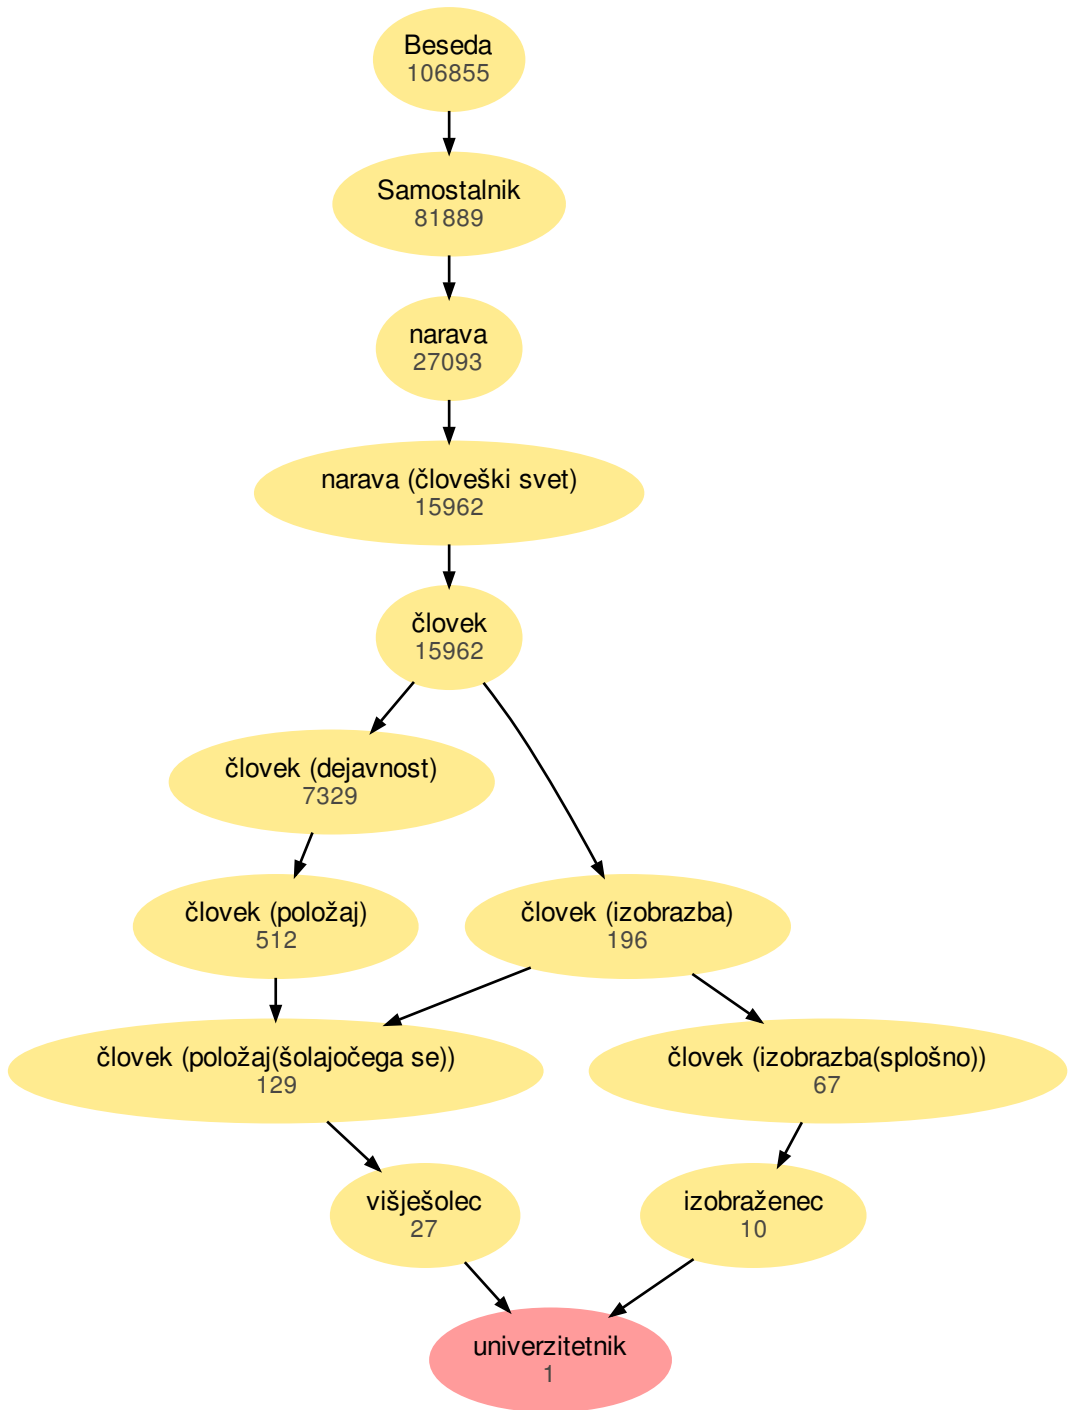 Beseda
106855
Samostalnik
81889
narava
27093
narava (človeški svet)
15962
človek
15962
človek (dejavnost)
7329
človek (položaj)
512
človek (izobrazba)
196
človek (položaj(šolajočega se))
129
človek (izobrazba(splošno))
67
višješolec
27
izobraženec
10
univerzitetnik
1